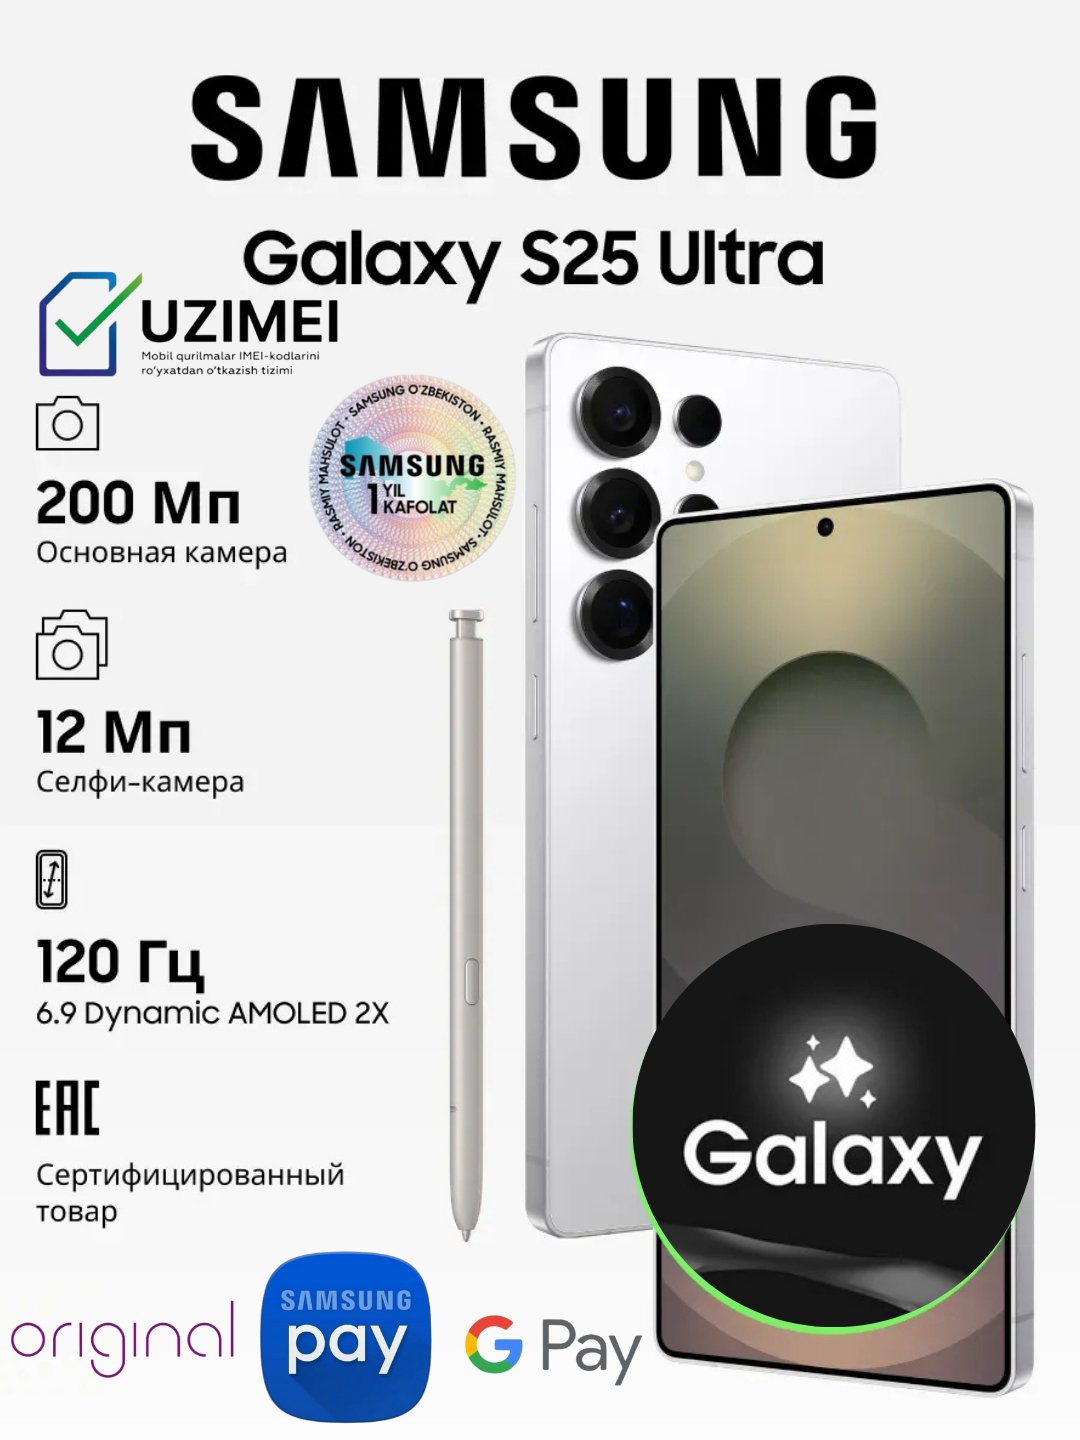 SAMSUNG
Galaxy S25 Ultra
UZIMEI
Mobil qurilmalar IMEI-kodlarini
ro'yxatdan o'tkazish tizimi
200 Мп
Основная камера
SAMSUNG O'ZBEKISTON • RASMIY MAHSULOT • SAMSUNG O'ZBEKISTON • RASMIY MAHSULOT •
SAMSUNG
1 YIL
KAFOLAT
12 Мп
Селфи-камера
120 Гц
6.9 Dynamic AMOLED 2X
EAC
Сертифицированный
товар
Galaxy
original
SAMSUNG
pay
G Pay